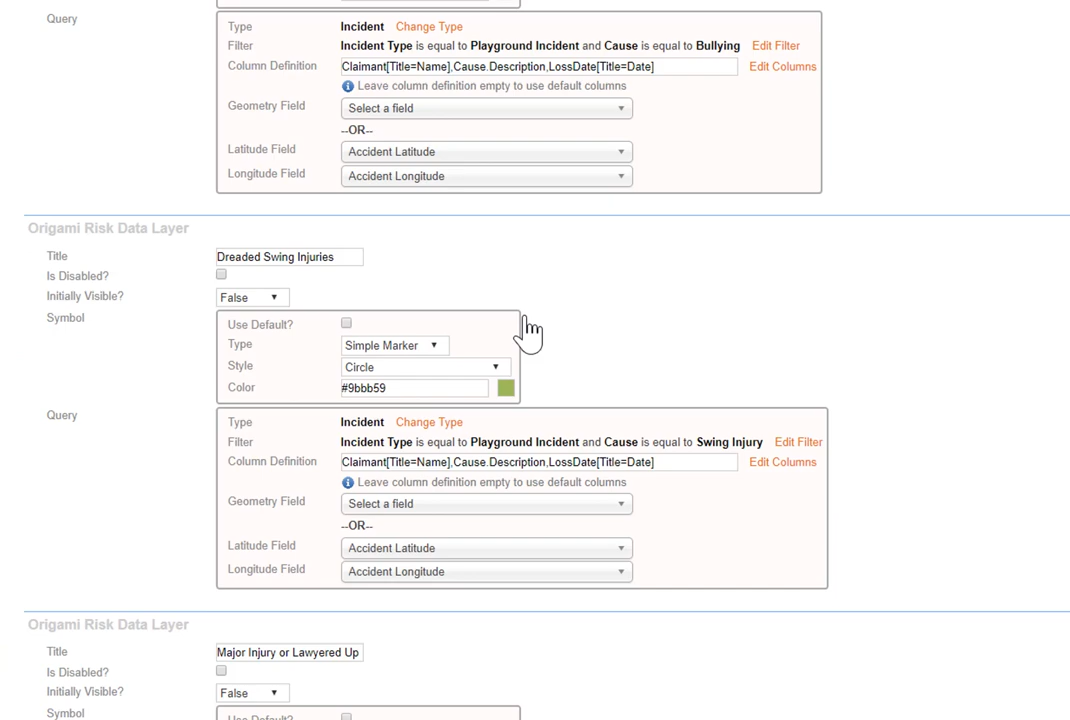 Query
Type Incident Change Type
Filter Incident Type is equal to Playground Incident and Cause is equal to Bullying Edit Filter
Column Definition Claimant[Title=Name],Cause.Description,LossDate[Title=Date] Edit Columns
Leave column definition empty to use default columns
Geometry Field Select a field
--OR--
Latitude Field Accident Latitude
Longitude Field Accident Longitude
Origami Risk Data Layer
Title Dreaded Swing Injuries
Is Disabled?
Initially Visible? False
Symbol
Use Default?
Type Simple Marker
Style Circle
Color #9bbb59
Query
Type Incident Change Type
Filter Incident Type is equal to Playground Incident and Cause is equal to Swing Injury Edit Filter
Column Definition Claimant[Title=Name],Cause.Description,LossDate[Title=Date] Edit Columns
Leave column definition empty to use default columns
Geometry Field Select a field
--OR--
Latitude Field Accident Latitude
Longitude Field Accident Longitude
Origami Risk Data Layer
Title Major Injury or Lawyered Up
Is Disabled?
Initially Visible? False
Symbol
Use Default?